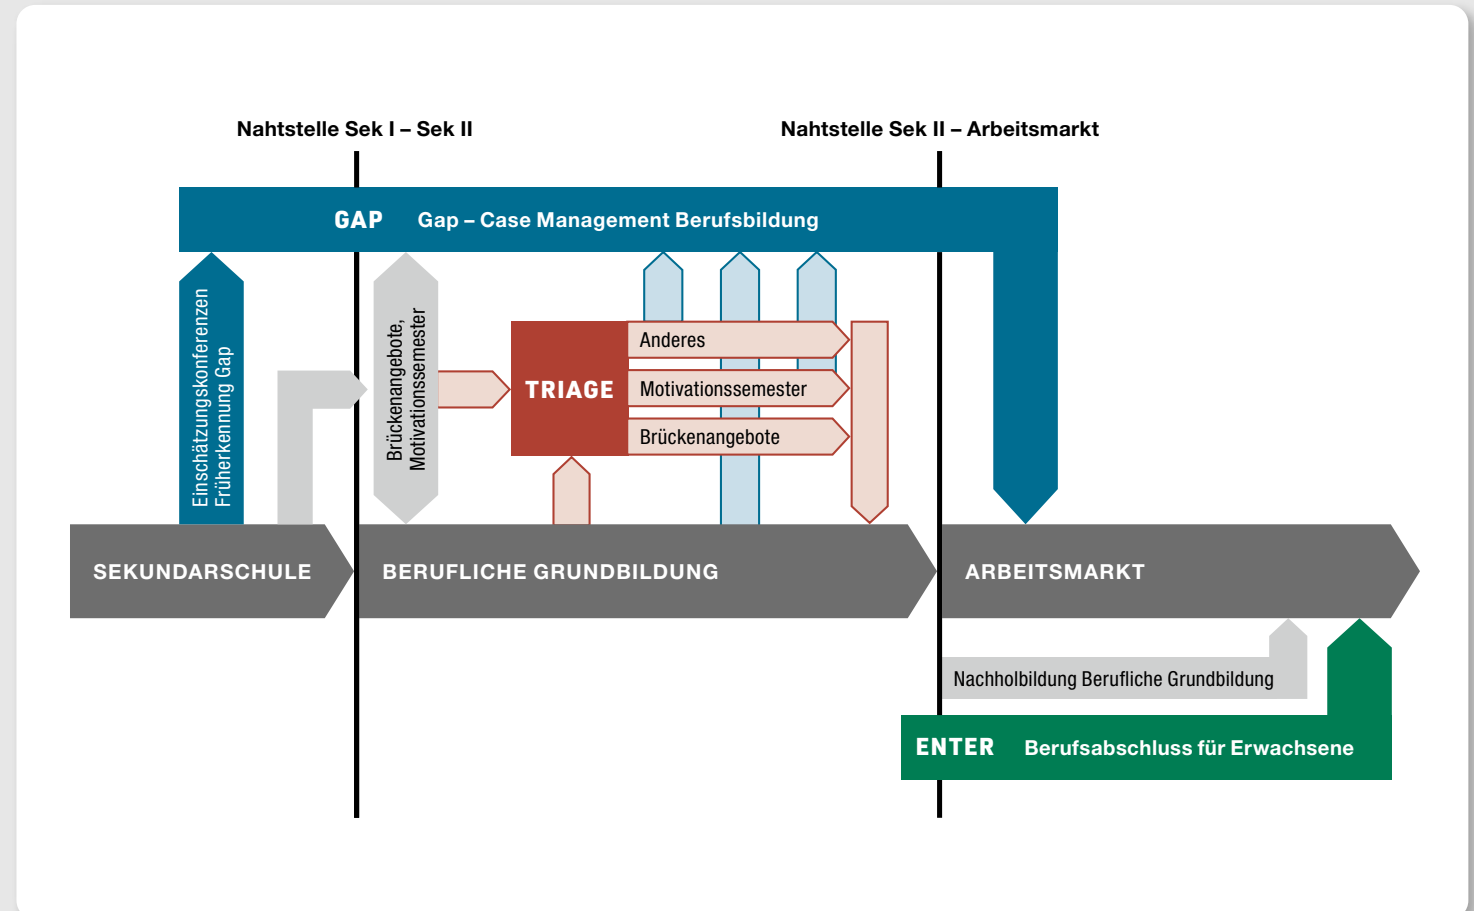 Nahtstelle Sek I – Sek II
Nahtstelle Sek II – Arbeitsmarkt
GAP Gap – Case Management Berufsbildung
Einschätzungskonferenzen
Früherkennung Gap
Brückenangebote,
Motivationssemester
TRIAGE
Anderes
Motivationssemester
Brückenangebote
SEKUNDARSCHULE
BERUFLICHE GRUNDBILDUNG
ARBEITSMARKT
Nachholbildung Berufliche Grundbildung
ENTER Berufsabschluss für Erwachsene